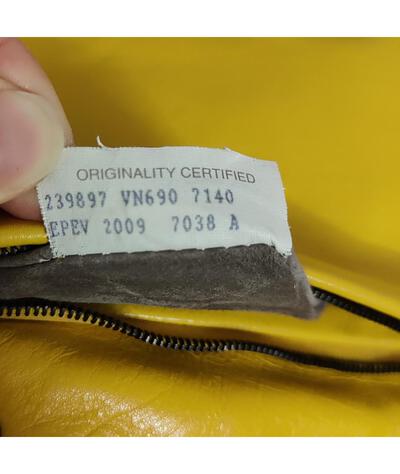 ORIGINALITY CERTIFIED
239897 VN690 7140
EPEV 2009 7038 A